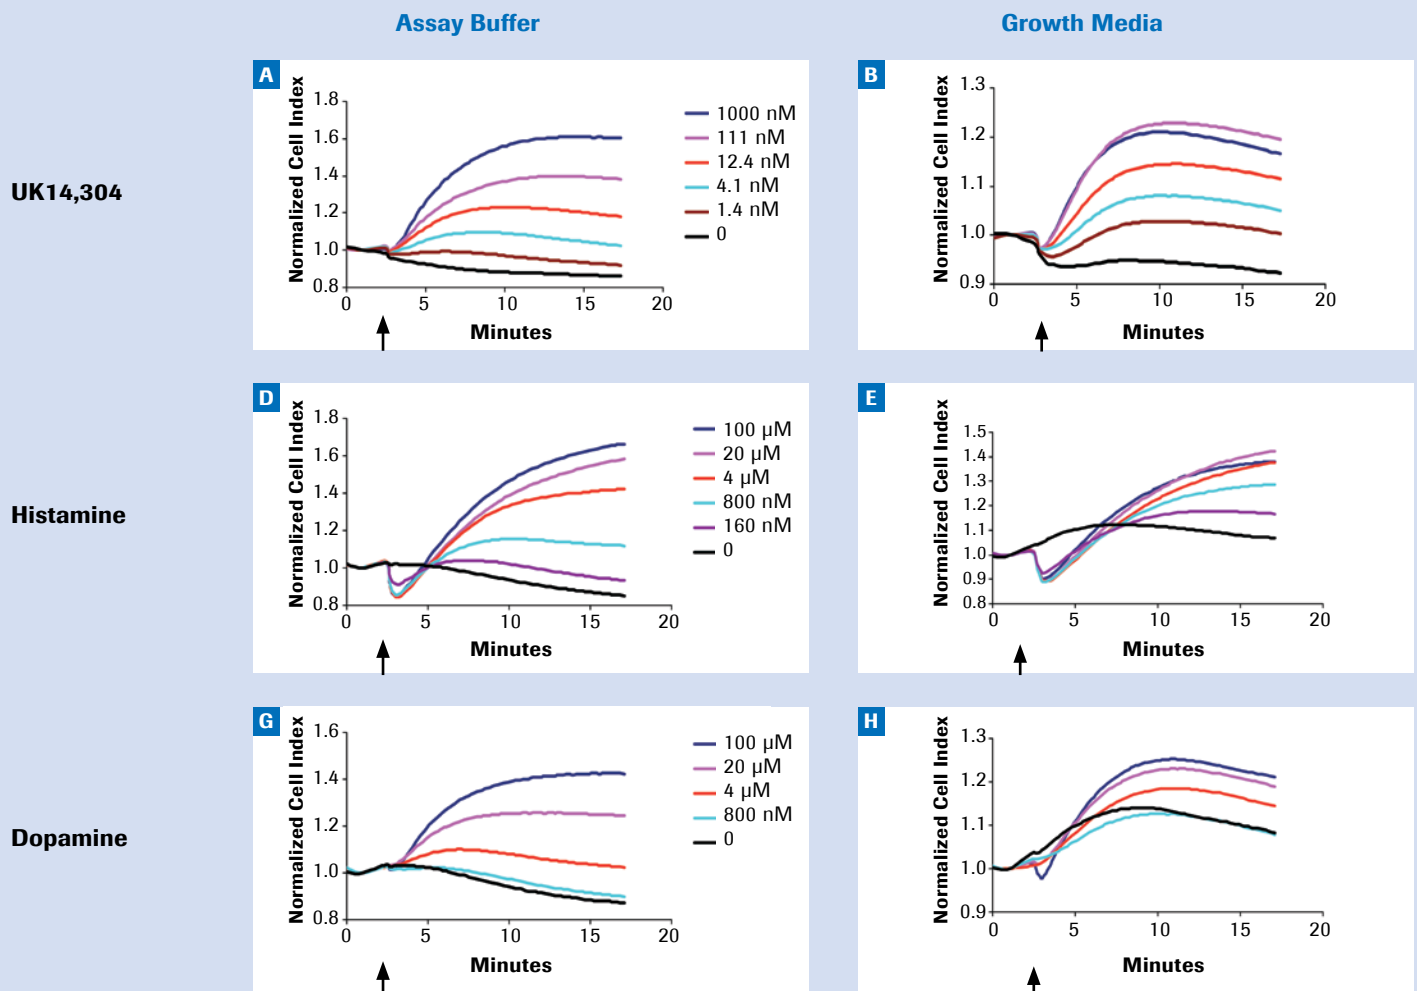 Assay Buffer
Growth Media
UK14,304
A
Normalized Cell Index
1.8
1.6
1.4
1.2
1.0
0.8
0 5 10 15 20
Minutes
1000 nM
111 nM
12.4 nM
4.1 nM
1.4 nM
0
B
Normalized Cell Index
1.3
1.2
1.1
1.0
0.9
0 5 10 15 20
Minutes
Histamine
D
Normalized Cell Index
1.8
1.6
1.4
1.2
1.0
0.8
0 5 10 15 20
Minutes
100 µM
20 µM
4 µM
800 nM
160 nM
0
E
Normalized Cell Index
1.5
1.4
1.3
1.2
1.1
1.0
0.9
0.8
0 5 10 15 20
Minutes
Dopamine
G
Normalized Cell Index
1.6
1.4
1.2
1.0
0.8
0 5 10 15 20
Minutes
100 µM
20 µM
4 µM
800 nM
0
H
Normalized Cell Index
1.3
1.2
1.1
1.0
0.9
0 5 10 15 20
Minutes